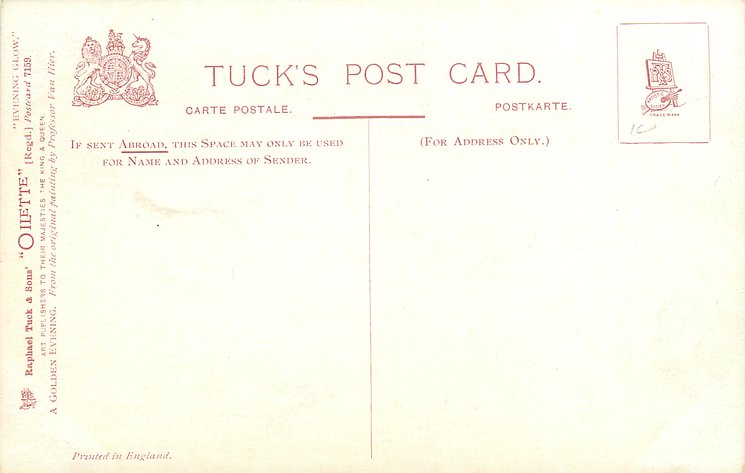 TUCK'S POST CARD.
CARTE POSTALE.
POSTKARTE.
IF SENT ABROAD, THIS SPACE MAY ONLY BE USED
FOR NAME AND ADDRESS OF SENDER.
(FOR ADDRESS ONLY.)
TRADE MARK
1C
"EVENING GLOW."
Raphael Tuck & Sons' "OILETTE" [Regd.] Postcard 7159.
ART PUBLISHERS TO THEIR MAJESTIES THE KING & QUEEN.
A GOLDEN EVENING. From the original painting by Professor Van Hier.
Printed in England.